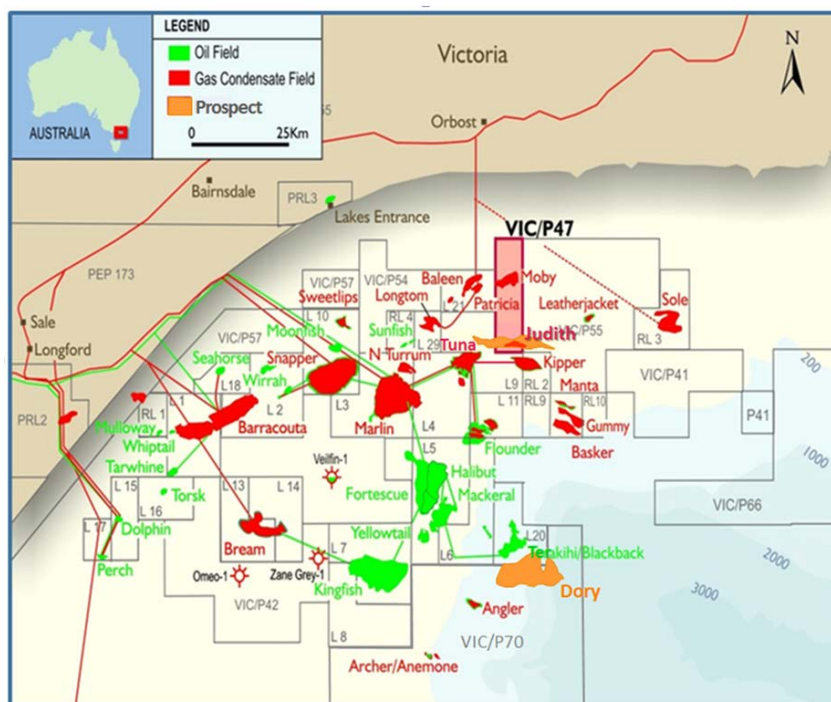 LEGEND
Oil Field
Gas Condensate Field
Prospect
AUSTRALIA
0 25Km
Victoria
N
Orbost
Bairnsdale
PRL3
Lakes Entrance
VIC/P47
PEP 173
VIC/P57
VIC/P54
Baleen
Moby
Sweetlips
Longtom
L 21
Patricia
Leatherjacket
Sole
Sale
L 10
RL 4
Sunfish
VIC/P55
Moonfish
VIC/P57
Judith
RL 3
Longford
Tuna
L 29
Seahorse
Snapper
N Turrum
Kipper
200
Wirrah
VIC/P41
L18
L9
RL 2
Manta
PRL2
RL 1
L 1
L 2
L3
L 11
RL9
RL10
P41
Mulloway
Barracouta
Marlin
L4
Gummy
Whiptail
Flounder
Basker
L5
1000
Tarwhine
Veilfin-1
Halibut
L 15
Torsk
L 13
L 14
Fortescue
Mackeral
VIC/P66
L 16
L 17
Dolphin
Yellowtail
L20
Bream
L 7
L6
Terakihi/Blackback
2000
Perch
Omeo-1
Zane Grey-1
Kingfish
Dory
3000
VIC/P42
Angler
L 8
VIC/P70
Archer/Anemone